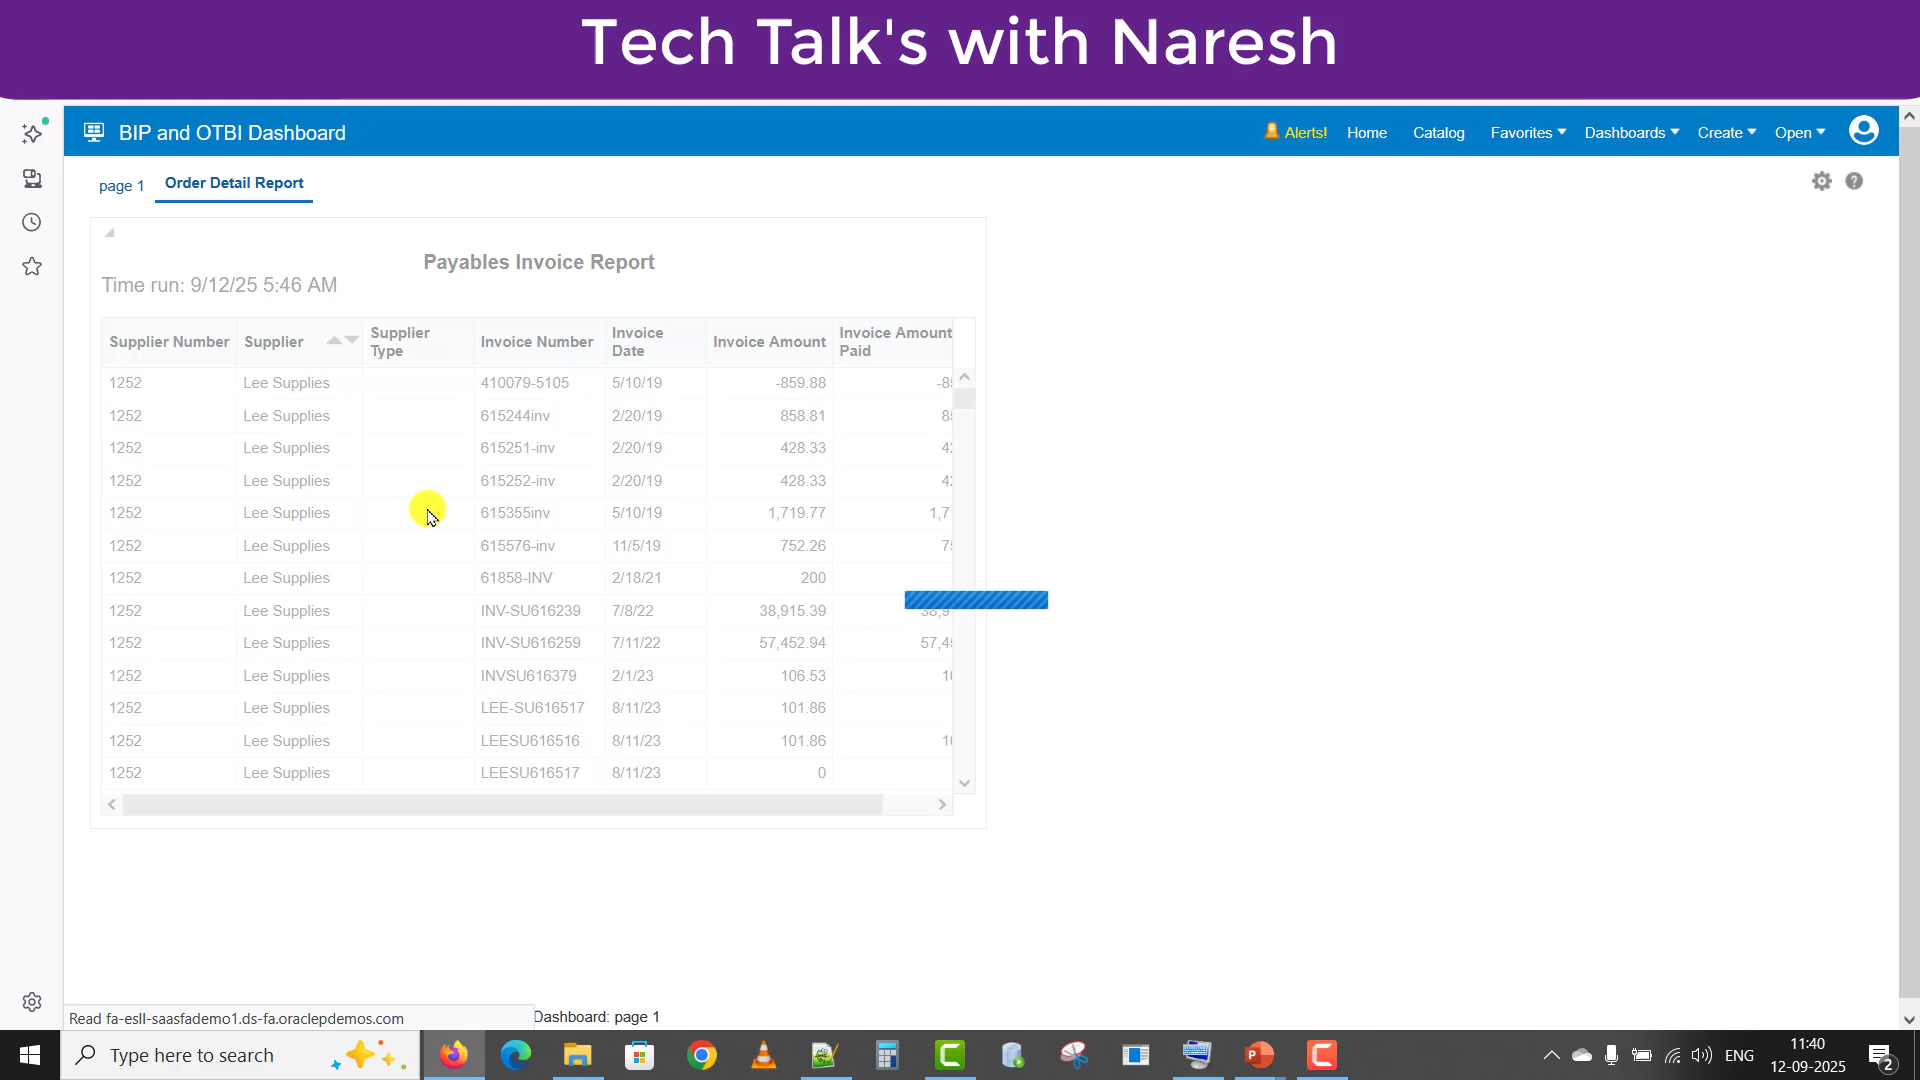 Tech Talk's with Naresh
BIP and OTBI Dashboard
Alerts! Home Catalog Favorites Dashboards Create Open
page 1 Order Detail Report
Payables Invoice Report
Time run: 9/12/25 5:46 AM
Supplier Number Supplier Supplier Type Invoice Number Invoice Date Invoice Amount Invoice Amount Paid
1252 Lee Supplies 410079-5105 5/10/19 -859.88
1252 Lee Supplies 615244inv 2/20/19 858.81
1252 Lee Supplies 615251-inv 2/20/19 428.33
1252 Lee Supplies 615252-inv 2/20/19 428.33
1252 Lee Supplies 615355inv 5/10/19 1,719.77
1252 Lee Supplies 615576-inv 11/5/19 752.26
1252 Lee Supplies 61858-INV 2/18/21 200
1252 Lee Supplies INV-SU616239 7/8/22 38,915.39
1252 Lee Supplies INV-SU616259 7/11/22 57,452.94
1252 Lee Supplies INVSU616379 2/1/23 106.53
1252 Lee Supplies LEE-SU616517 8/11/23 101.86
1252 Lee Supplies LEESU616516 8/11/23 101.86
1252 Lee Supplies LEESU616517 8/11/23 0
Read fa-esll-saasfademo1.ds-fa.oraclepdemos.com
Dashboard: page 1
Type here to search
ENG
11:40
12-09-2025
2